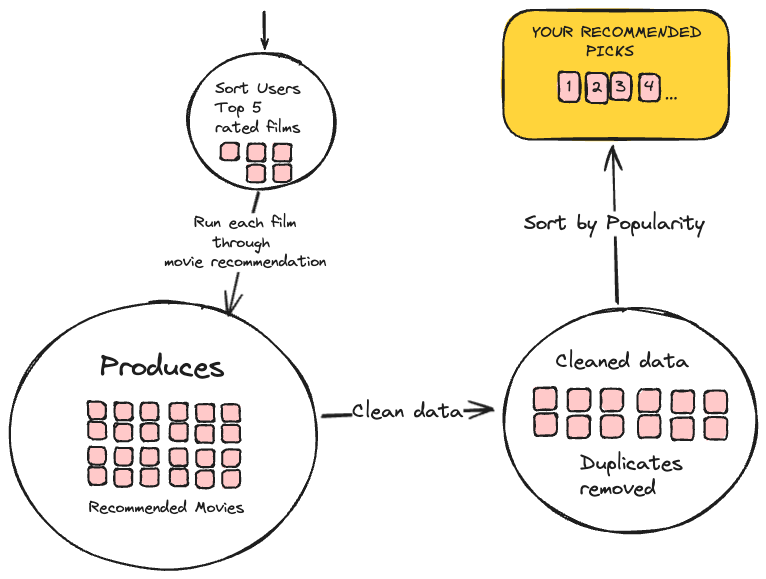 Sort Users
Top 5
rated films
Run each film
through
movie recommendation
Produces
Recommended Movies
Clean data
Cleaned data
Duplicates
removed
Sort by Popularity
YOUR RECOMMENDED
PICKS
1 2 3 4 ...